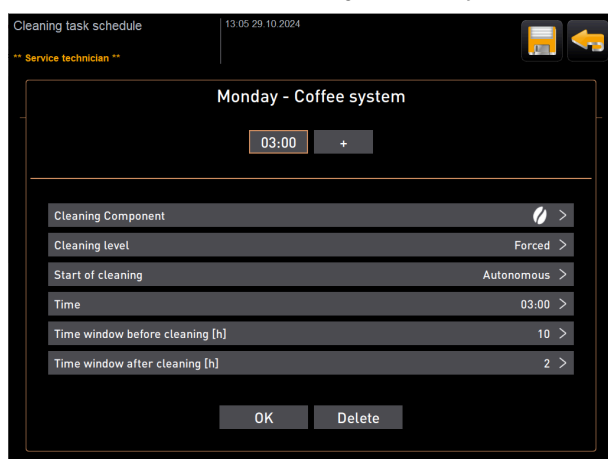 Cleaning task schedule
13:05 29.10.2024
** Service technician **
Monday - Coffee system
03:00 +
Cleaning Component >
Cleaning level Forced >
Start of cleaning Autonomous >
Time 03:00 >
Time window before cleaning [h] 10 >
Time window after cleaning [h] 2 >
OK Delete